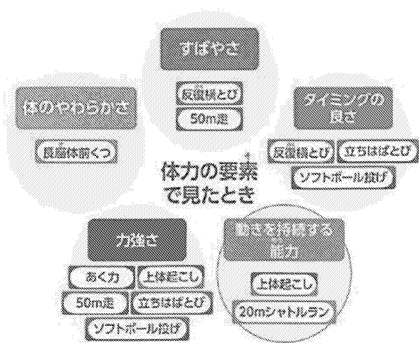 すばやさ
反復横とび
50m走
体のやわらかさ
長座体前くつ
タイミングの
良さ
反復横とび
立ちはばとび
ソフトボール投げ
体力の要素
で見たとき
力強さ
あく力
上体起こし
50m走
立ちはばとび
ソフトボール投げ
動きを持続する
能力
上体起こし
20mシャトルラン